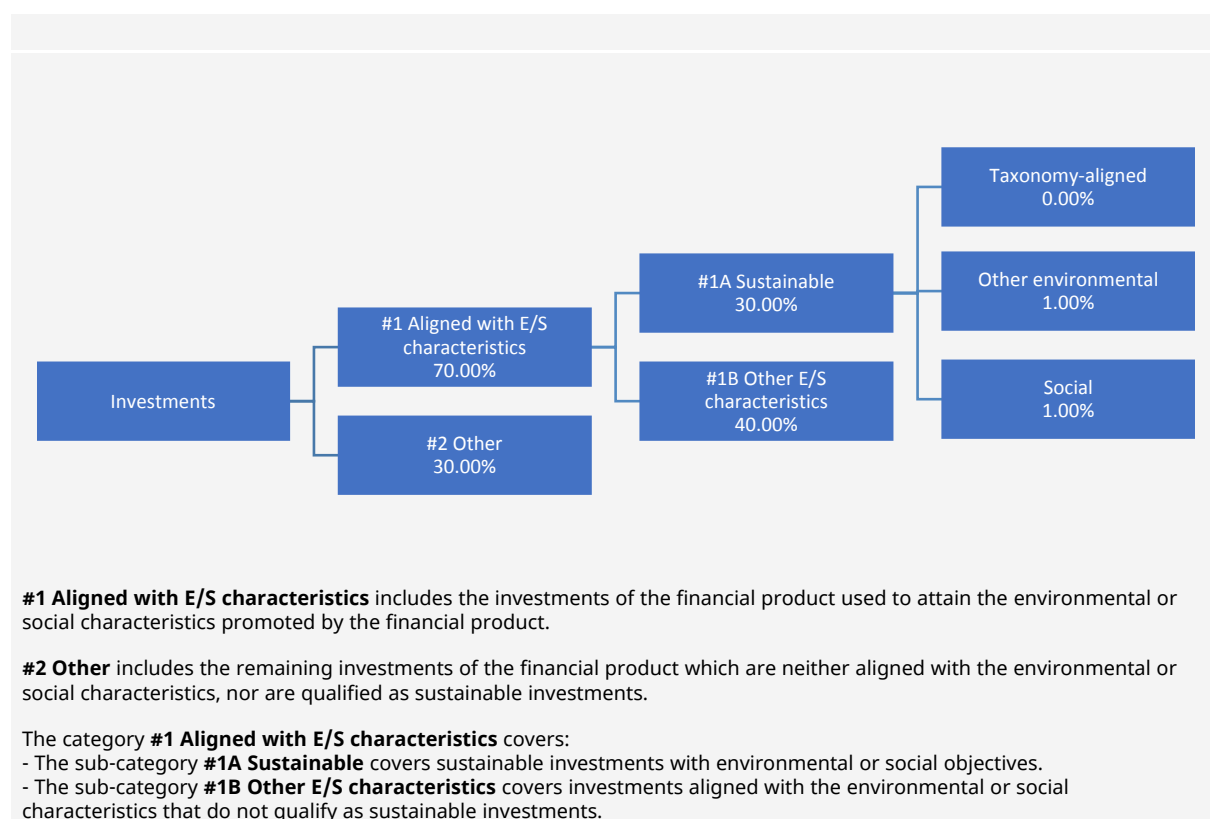 Investments
#1 Aligned with E/S
characteristics
70.00%
#2 Other
30.00%
#1A Sustainable
30.00%
#1B Other E/S
characteristics
40.00%
Taxonomy-aligned
0.00%
Other environmental
1.00%
Social
1.00%
#1 Aligned with E/S characteristics includes the investments of the financial product used to attain the environmental or
social characteristics promoted by the financial product.
#2 Other includes the remaining investments of the financial product which are neither aligned with the environmental or
social characteristics, nor are qualified as sustainable investments.
The category #1 Aligned with E/S characteristics covers:
- The sub-category #1A Sustainable covers sustainable investments with environmental or social objectives.
- The sub-category #1B Other E/S characteristics covers investments aligned with the environmental or social
characteristics that do not qualify as sustainable investments.